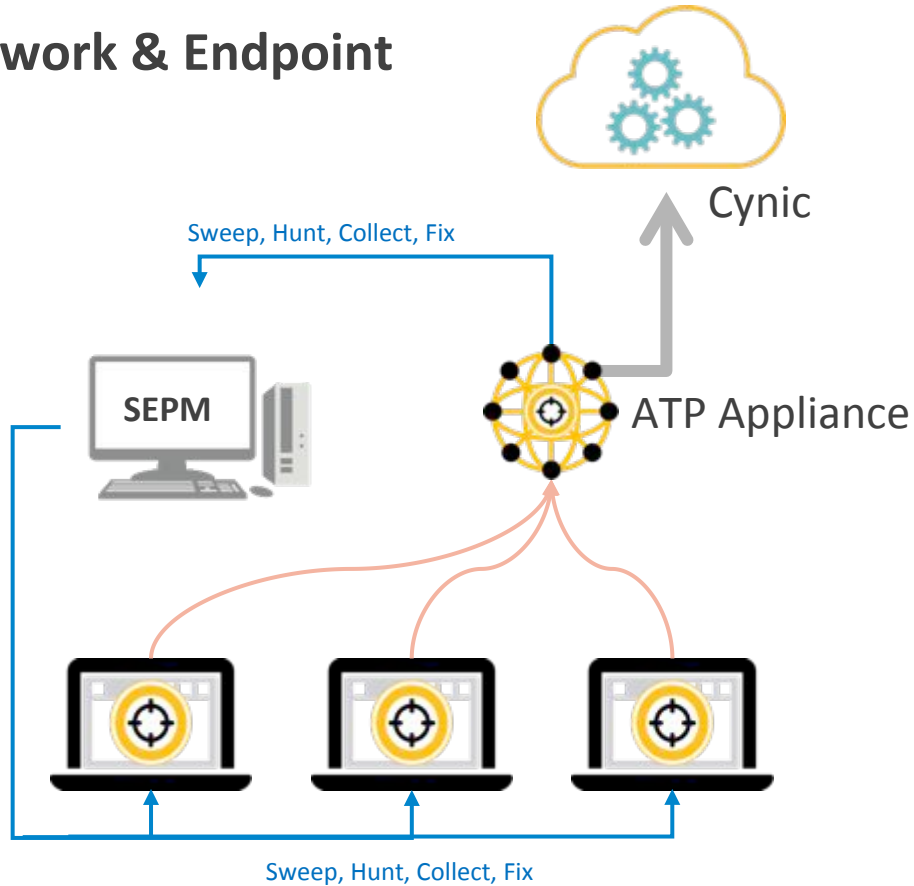 work & Endpoint
Cynic
Sweep, Hunt, Collect, Fix
SEPM
ATP Appliance
Sweep, Hunt, Collect, Fix